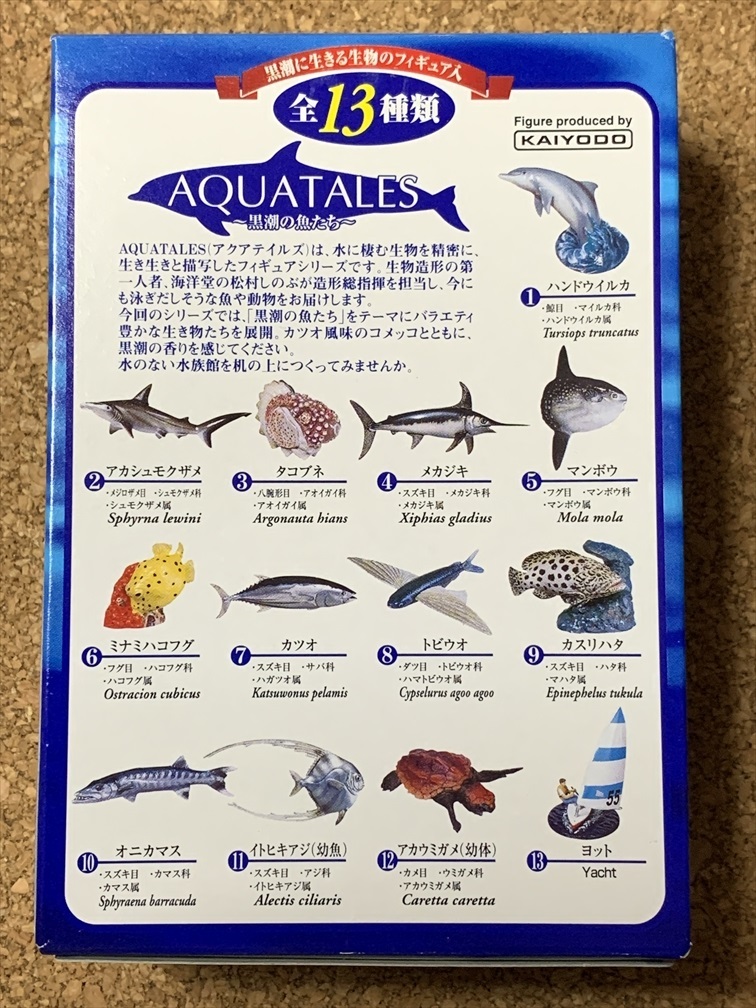 黒潮に生きる生物のフィギュア入
全13種類
Figure produced by
KAIYODO
AQUATALES
～黒潮の魚たち～
AQUATALES(アクアテイルズ)は、水に棲む生物を精密に、
生き生きと描写したフィギュアシリーズです。生物造形の第
一人者、海洋堂の松村しのぶが造形総指揮を担当し、今に
も泳ぎだしそうな魚や動物をお届けします。
今回のシリーズでは、「黒潮の魚たち」をテーマにバラエティ
豊かな生き物たちを展開。カツオ風味のコメッコとともに、
黒潮の香りを感じてください。
水のない水族館を机の上につくってみませんか。
1 ハンドウイルカ
・鯨目 ・マイルカ科
・ハンドウイルカ属
Tursiops truncatus
2 アカシュモクザメ
・メジロザメ目 ・シュモクザメ科
・シュモクザメ属
Sphyrna lewini
3 タコブネ
・八腕形目 ・アオイガイ科
・アオイガイ属
Argonauta hians
4 メカジキ
・スズキ目 ・メカジキ科
・メカジキ属
Xiphias gladius
5 マンボウ
・フグ目 ・マンボウ科
・マンボウ属
Mola mola
6 ミナミハコフグ
・フグ目 ・ハコフグ科
・ハコフグ属
Ostracion cubicus
7 カツオ
・スズキ目 ・サバ科
・ハガツオ属
Katsuwonus pelamis
8 トビウオ
・ダツ目 ・トビウオ科
・ハマトビウオ属
Cypselurus agoo agoo
9 カスリハタ
・スズキ目 ・ハタ科
・マハタ属
Epinephelus tukula
10 オニカマス
・スズキ目 ・カマス科
・カマス属
Sphyraena barracuda
11 イトヒキアジ(幼魚)
・スズキ目 ・アジ科
・イトヒキアジ属
Alectis ciliaris
12 アカウミガメ(幼体)
・カメ目 ・ウミガメ科
・アカウミガメ属
Caretta caretta
55
13 ヨット
Yacht